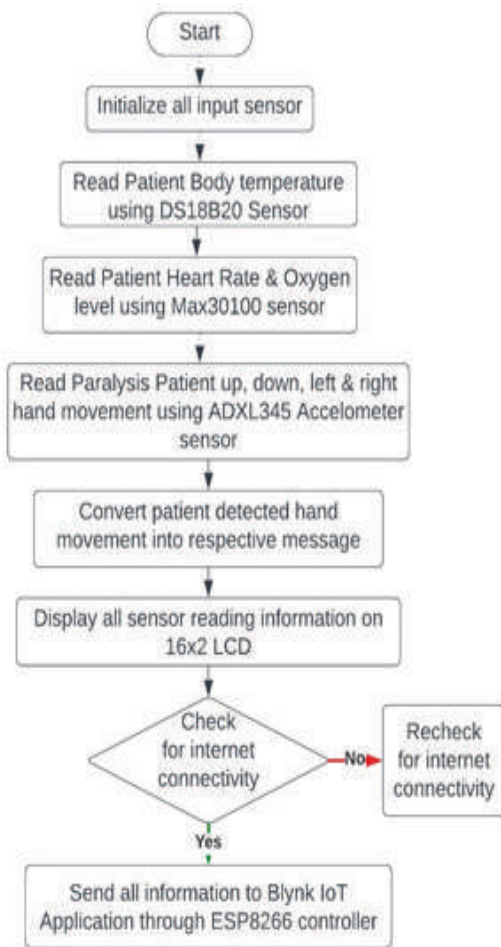 Start
Initialize all input sensor
Read Patient Body temperature
using DS18B20 Sensor
Read Patient Heart Rate & Oxygen
level using Max30100 sensor
Read Paralysis Patient up, down, left & right
hand movement using ADXL345 Accelometer
sensor
Convert patient detected hand
movement into respective message
Display all sensor reading information on
16x2 LCD
Check
for internet
connectivity
No
Recheck
for internet
connectivity
Yes
Send all information to Blynk IoT
Application through ESP8266 controller